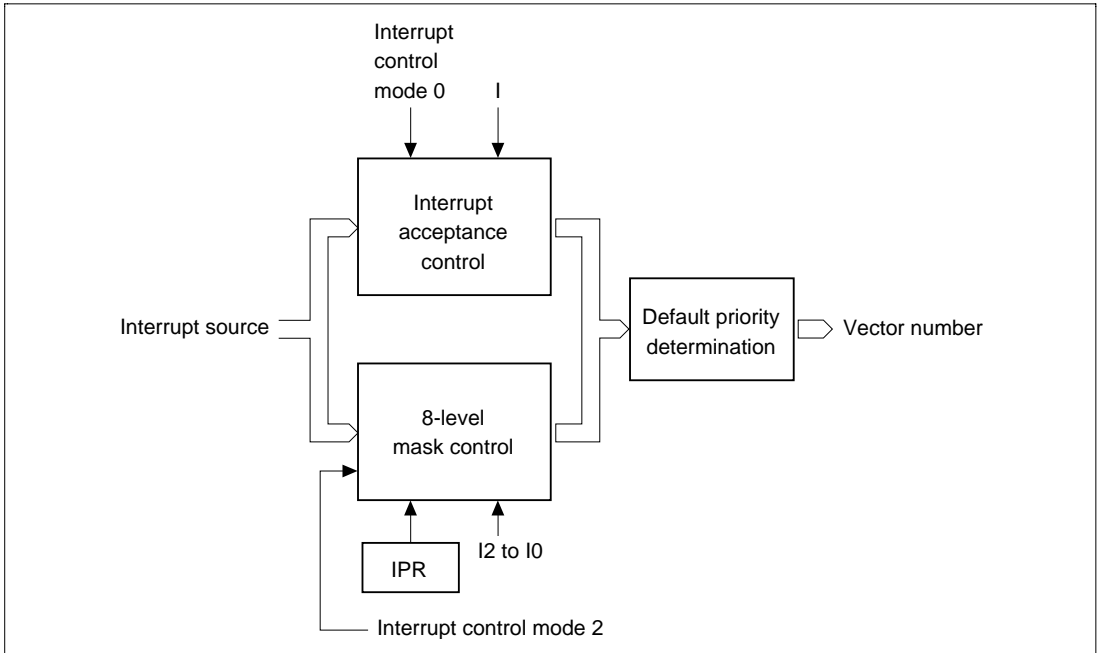 Interrupt
control
mode 0
I
Interrupt
acceptance
control
Interrupt source
Default priority
determination
Vector number
8-level
mask control
I2 to I0
IPR
Interrupt control mode 2